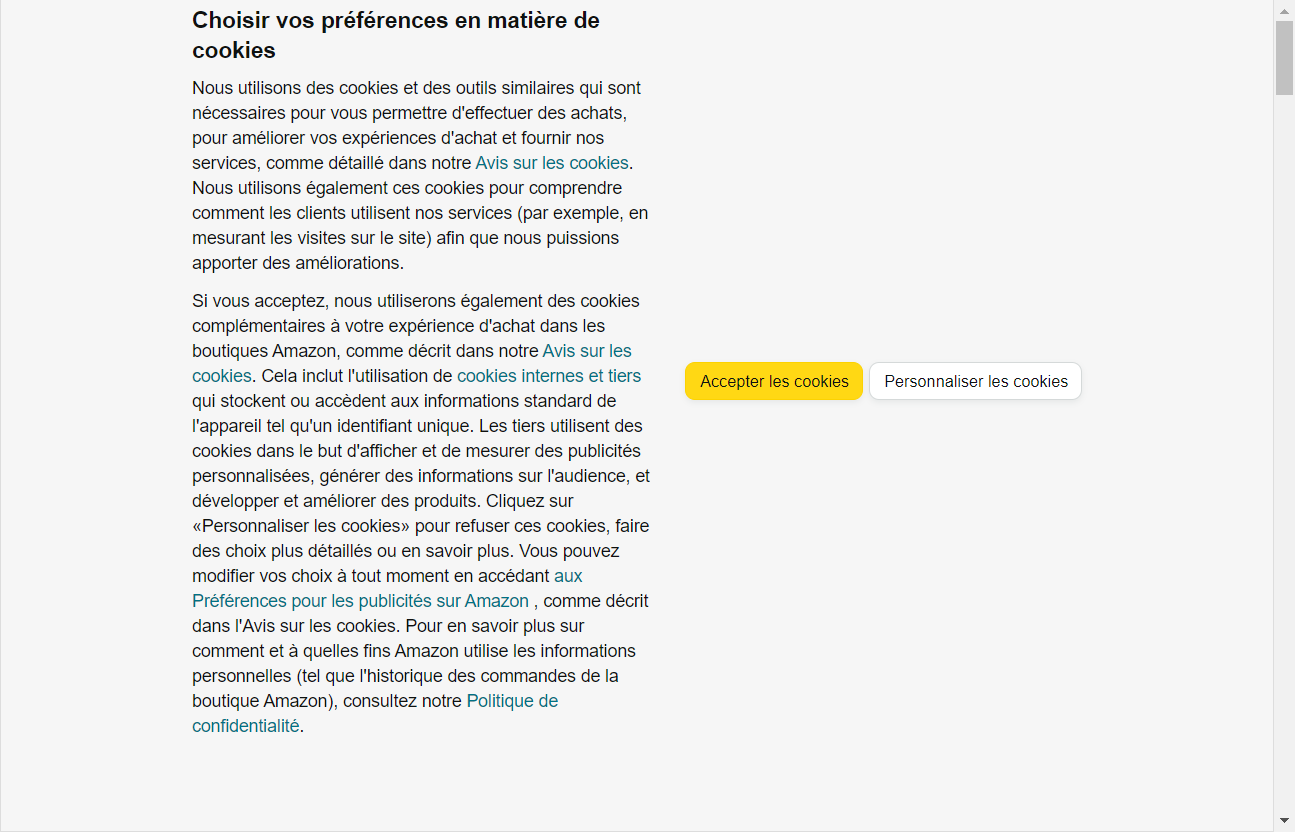 Choisir vos préférences en matière de
cookies
Nous utilisons des cookies et des outils similaires qui sont
nécessaires pour vous permettre d'effectuer des achats,
pour améliorer vos expériences d'achat et fournir nos
services, comme détaillé dans notre Avis sur les cookies.
Nous utilisons également ces cookies pour comprendre
comment les clients utilisent nos services (par exemple, en
mesurant les visites sur le site) afin que nous puissions
apporter des améliorations.
Si vous acceptez, nous utiliserons également des cookies
complémentaires à votre expérience d'achat dans les
boutiques Amazon, comme décrit dans notre Avis sur les
cookies. Cela inclut l'utilisation de cookies internes et tiers
qui stockent ou accèdent aux informations standard de
l'appareil tel qu'un identifiant unique. Les tiers utilisent des
cookies dans le but d'afficher et de mesurer des publicités
personnalisées, générer des informations sur l'audience, et
développer et améliorer des produits. Cliquez sur
«Personnaliser les cookies» pour refuser ces cookies, faire
des choix plus détaillés ou en savoir plus. Vous pouvez
modifier vos choix à tout moment en accédant aux
Préférences pour les publicités sur Amazon , comme décrit
dans l'Avis sur les cookies. Pour en savoir plus sur
comment et à quelles fins Amazon utilise les informations
personnelles (tel que l'historique des commandes de la
boutique Amazon), consultez notre Politique de
confidentialité.
Accepter les cookies
Personnaliser les cookies